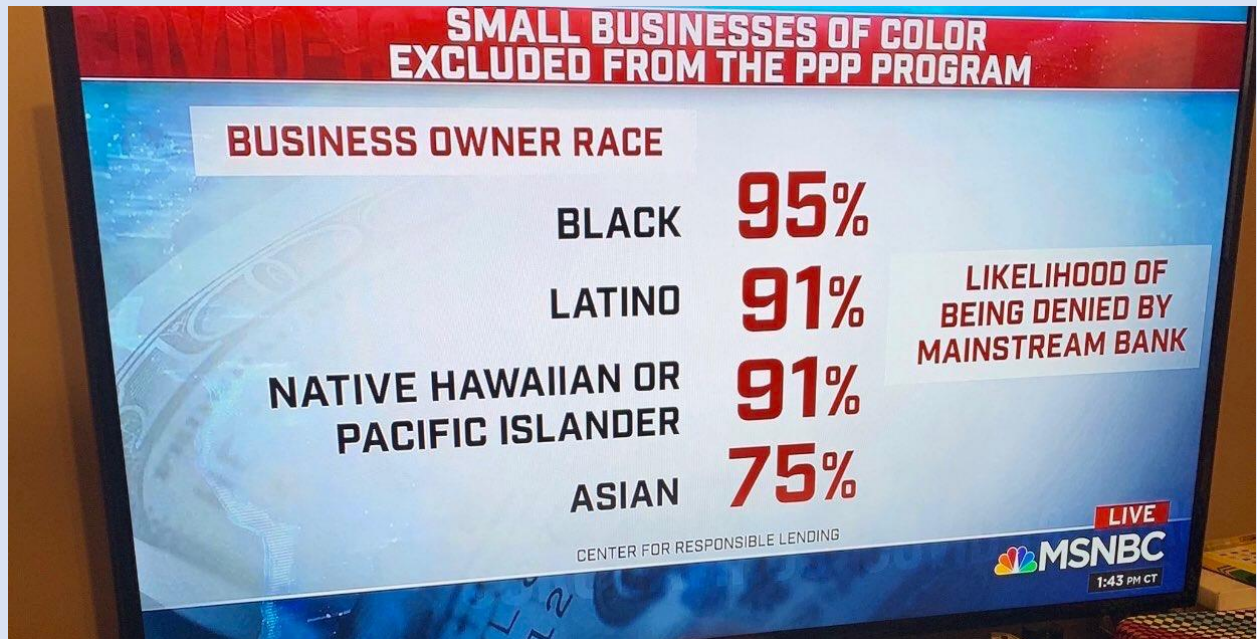 SMALL BUSINESSES OF COLOR
EXCLUDED FROM THE PPP PROGRAM
BUSINESS OWNER RACE
BLACK 95%
LATINO 91%
NATIVE HAWAIIAN OR
PACIFIC ISLANDER 91%
ASIAN 75%
LIKELIHOOD OF
BEING DENIED BY
MAINSTREAM BANK
CENTER FOR RESPONSIBLE LENDING
LIVE
MSNBC
1:43 PM CT